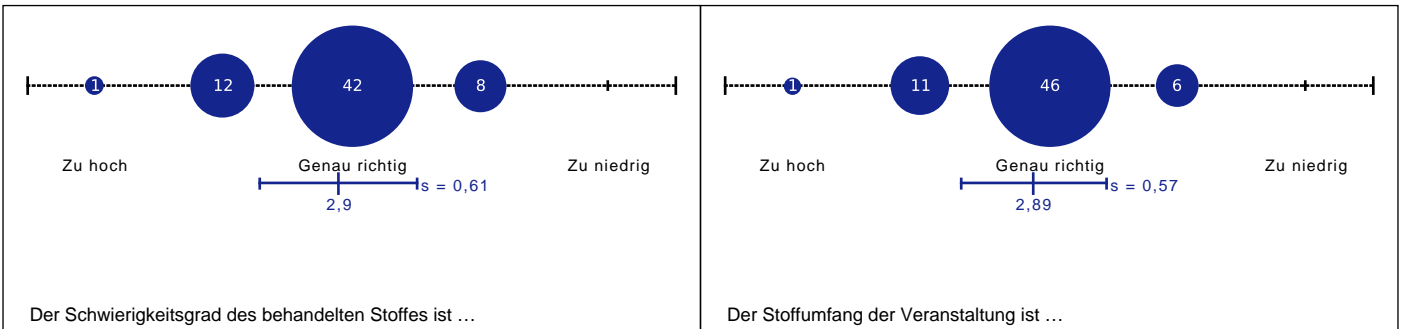 1 12 42 8
Zu hoch Genau richtig Zu niedrig
s = 0,61
2,9
Der Schwierigkeitsgrad des behandelten Stoffes ist …
1 11 46 6
Zu hoch Genau richtig Zu niedrig
s = 0,57
2,89
Der Stoffumfang der Veranstaltung ist …